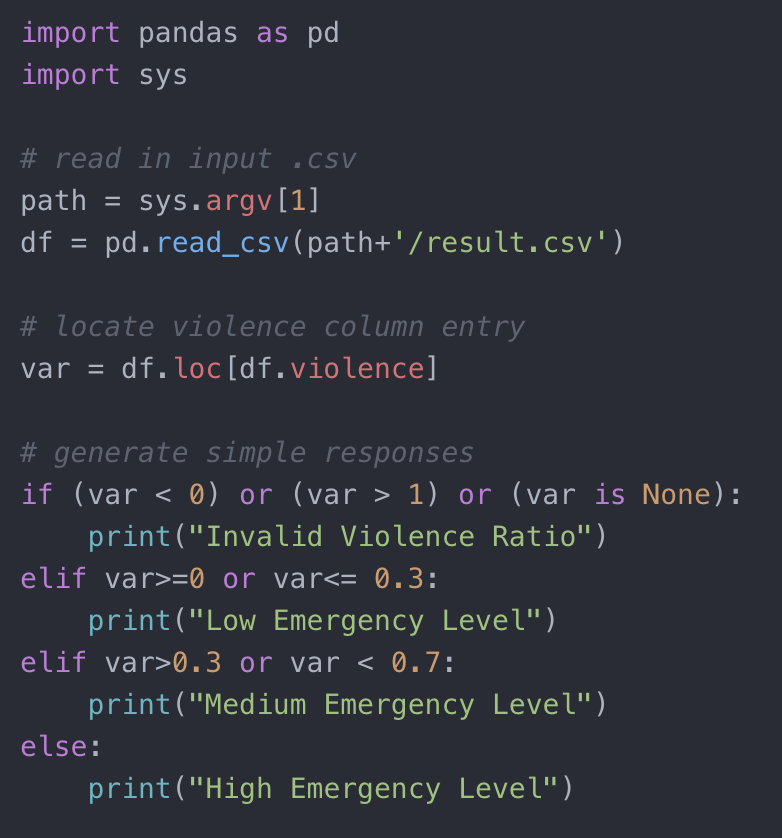 import pandas as pd
import sys

# read in input .csv
path = sys.argv[1]
df = pd.read_csv(path+'/result.csv')

# locate violence column entry
var = df.loc[df.violence]

# generate simple responses
if (var < 0) or (var > 1) or (var is None):
    print("Invalid Violence Ratio")
elif var>=0 or var<= 0.3:
    print("Low Emergency Level")
elif var>0.3 or var < 0.7:
    print("Medium Emergency Level")
else:
    print("High Emergency Level")